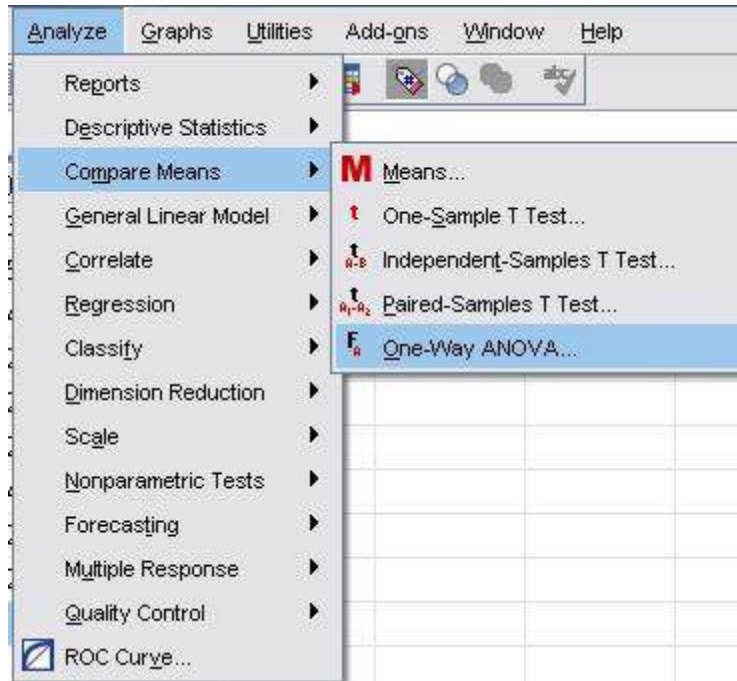 Analyze Graphs Utilities Add-ons Window Help
Reports
Descriptive Statistics
Compare Means
General Linear Model
Correlate
Regression
Classify
Dimension Reduction
Scale
Nonparametric Tests
Forecasting
Multiple Response
Quality Control
ROC Curve...
M Means...
t One-Sample T Test...
t A-B Independent-Samples T Test...
t A₁-A₂ Paired-Samples T Test...
F A One-Way ANOVA...